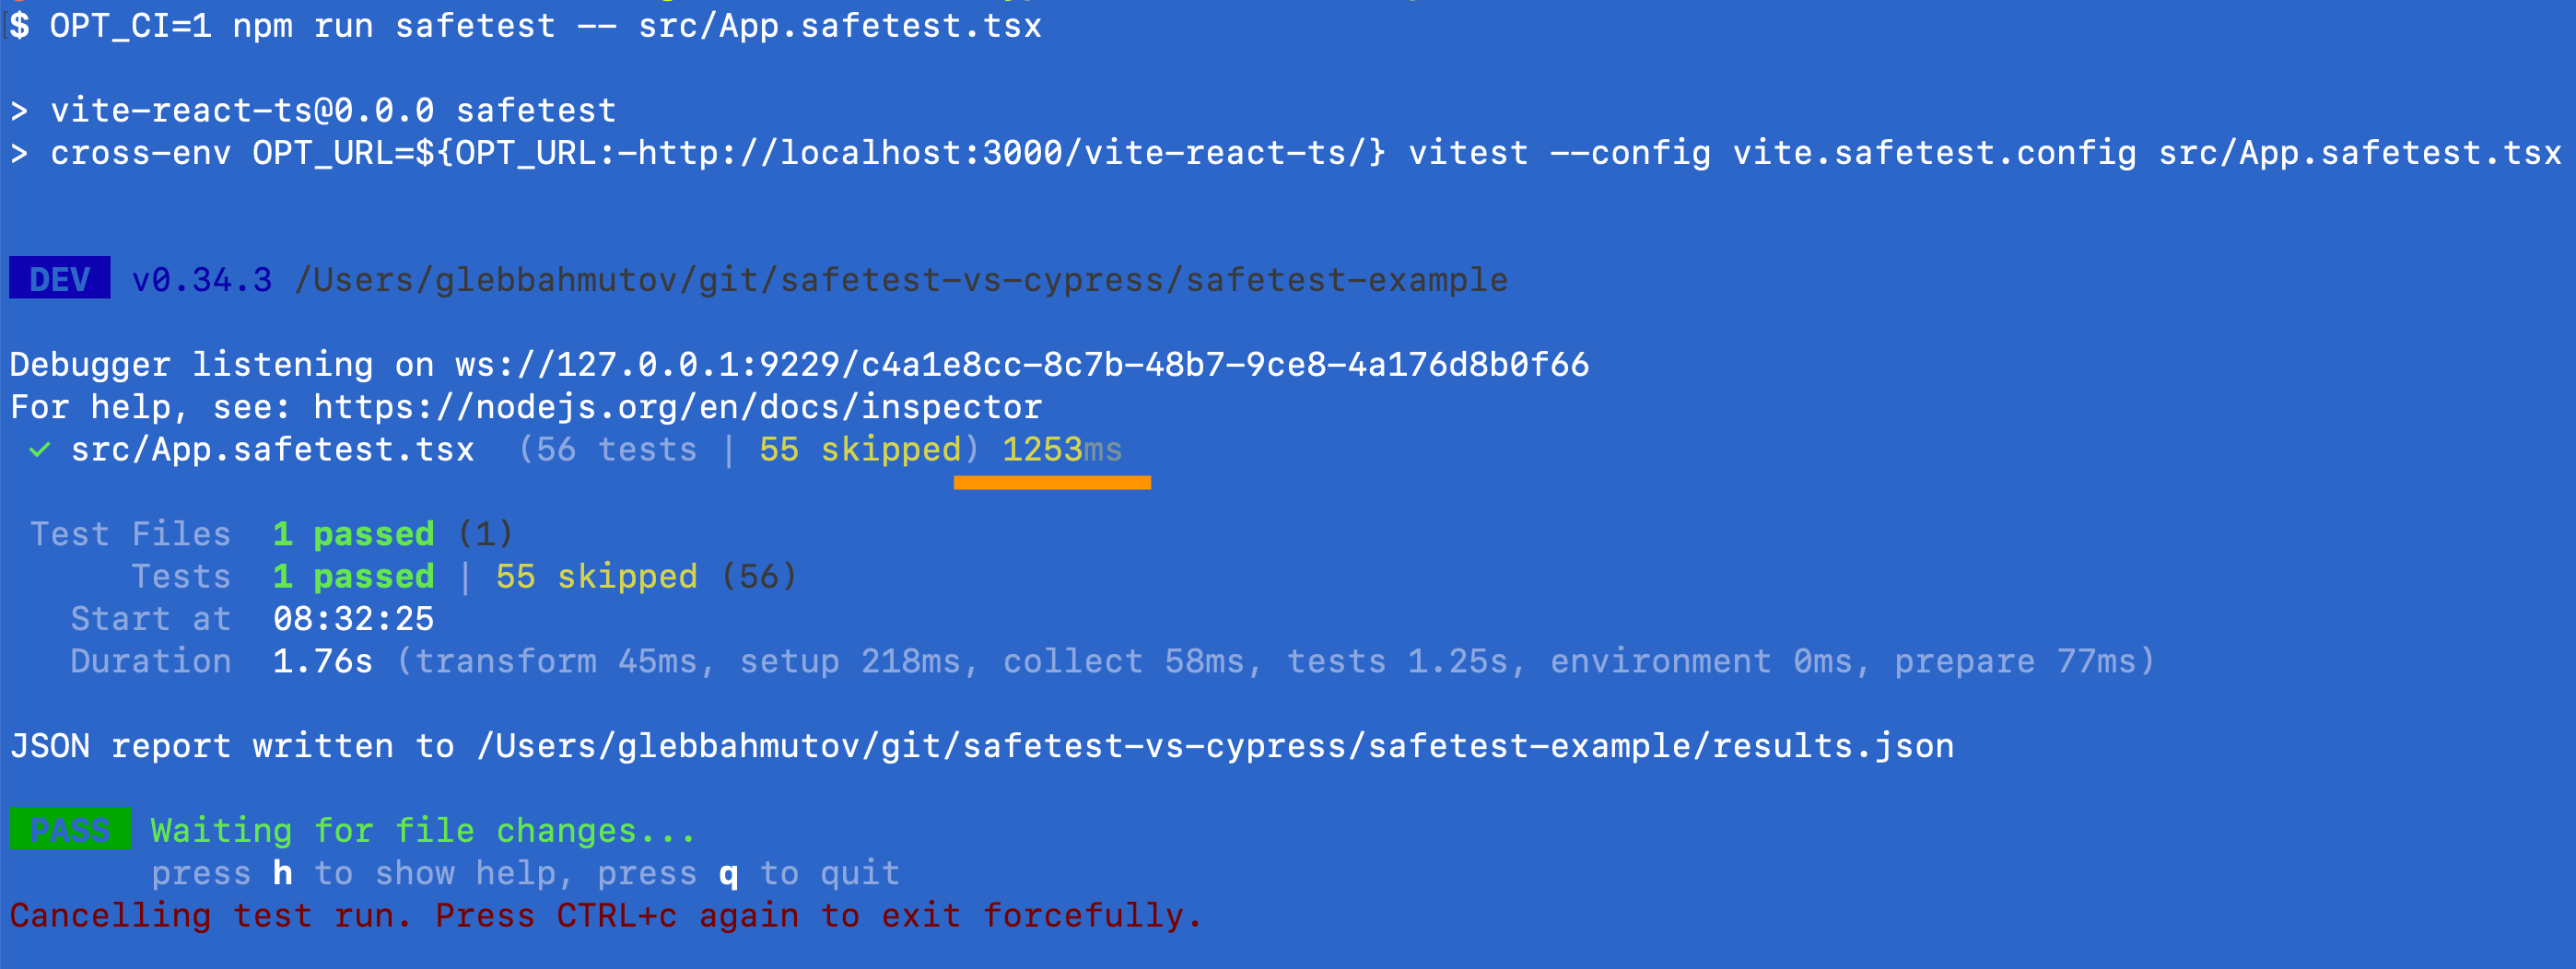 $ OPT_CI=1 npm run safetest -- src/App.safetest.tsx
> vite-react-ts@0.0.0 safetest
> cross-env OPT_URL=${OPT_URL:-http://localhost:3000/vite-react-ts/} vitest --config vite.safetest.config src/App.safetest.tsx
DEV v0.34.3 /Users/glebbahmutov/git/safetest-vs-cypress/safetest-example
Debugger listening on ws://127.0.0.1:9229/c4a1e8cc-8c7b-48b7-9ce8-4a176d8b0f66
For help, see: https://nodejs.org/en/docs/inspector
✓ src/App.safetest.tsx (56 tests | 55 skipped) 1253ms
Test Files 1 passed (1)
Tests 1 passed | 55 skipped (56)
Start at 08:32:25
Duration 1.76s (transform 45ms, setup 218ms, collect 58ms, tests 1.25s, environment 0ms, prepare 77ms)
JSON report written to /Users/glebbahmutov/git/safetest-vs-cypress/safetest-example/results.json
PASS Waiting for file changes...
press h to show help, press q to quit
Cancelling test run. Press CTRL+c again to exit forcefully.